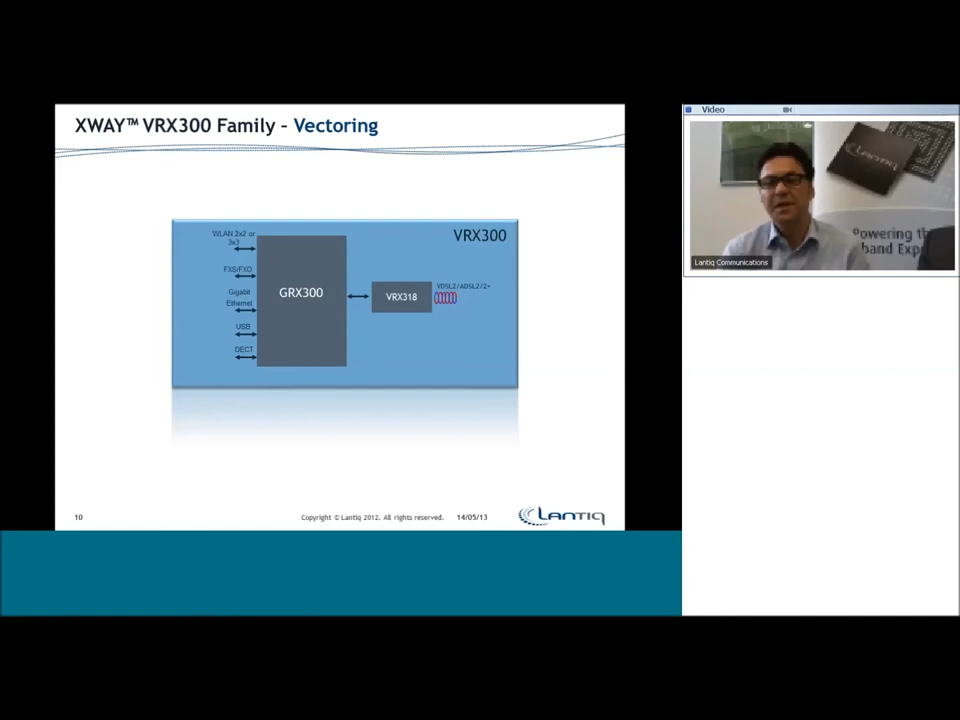 XWAY™ VRX300 Family – Vectoring
VRX300
WLAN 2x2 or
3x3
FXS/FXO
Gigabit
Ethernet
USB
DECT
GRX300
VRX318
VDSL2/ADSL2/2+
10
Copyright © Lantiq 2012. All rights reserved.
14/05/13
LANTIQ
Video
LANTIQ
Powering th
band Exp
Lantiq Communications